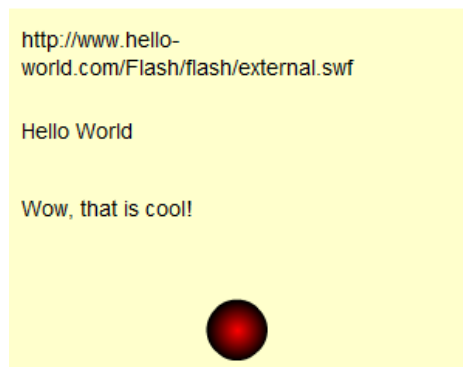 http://www.hello-
world.com/Flash/flash/external.swf
Hello World
Wow, that is cool!